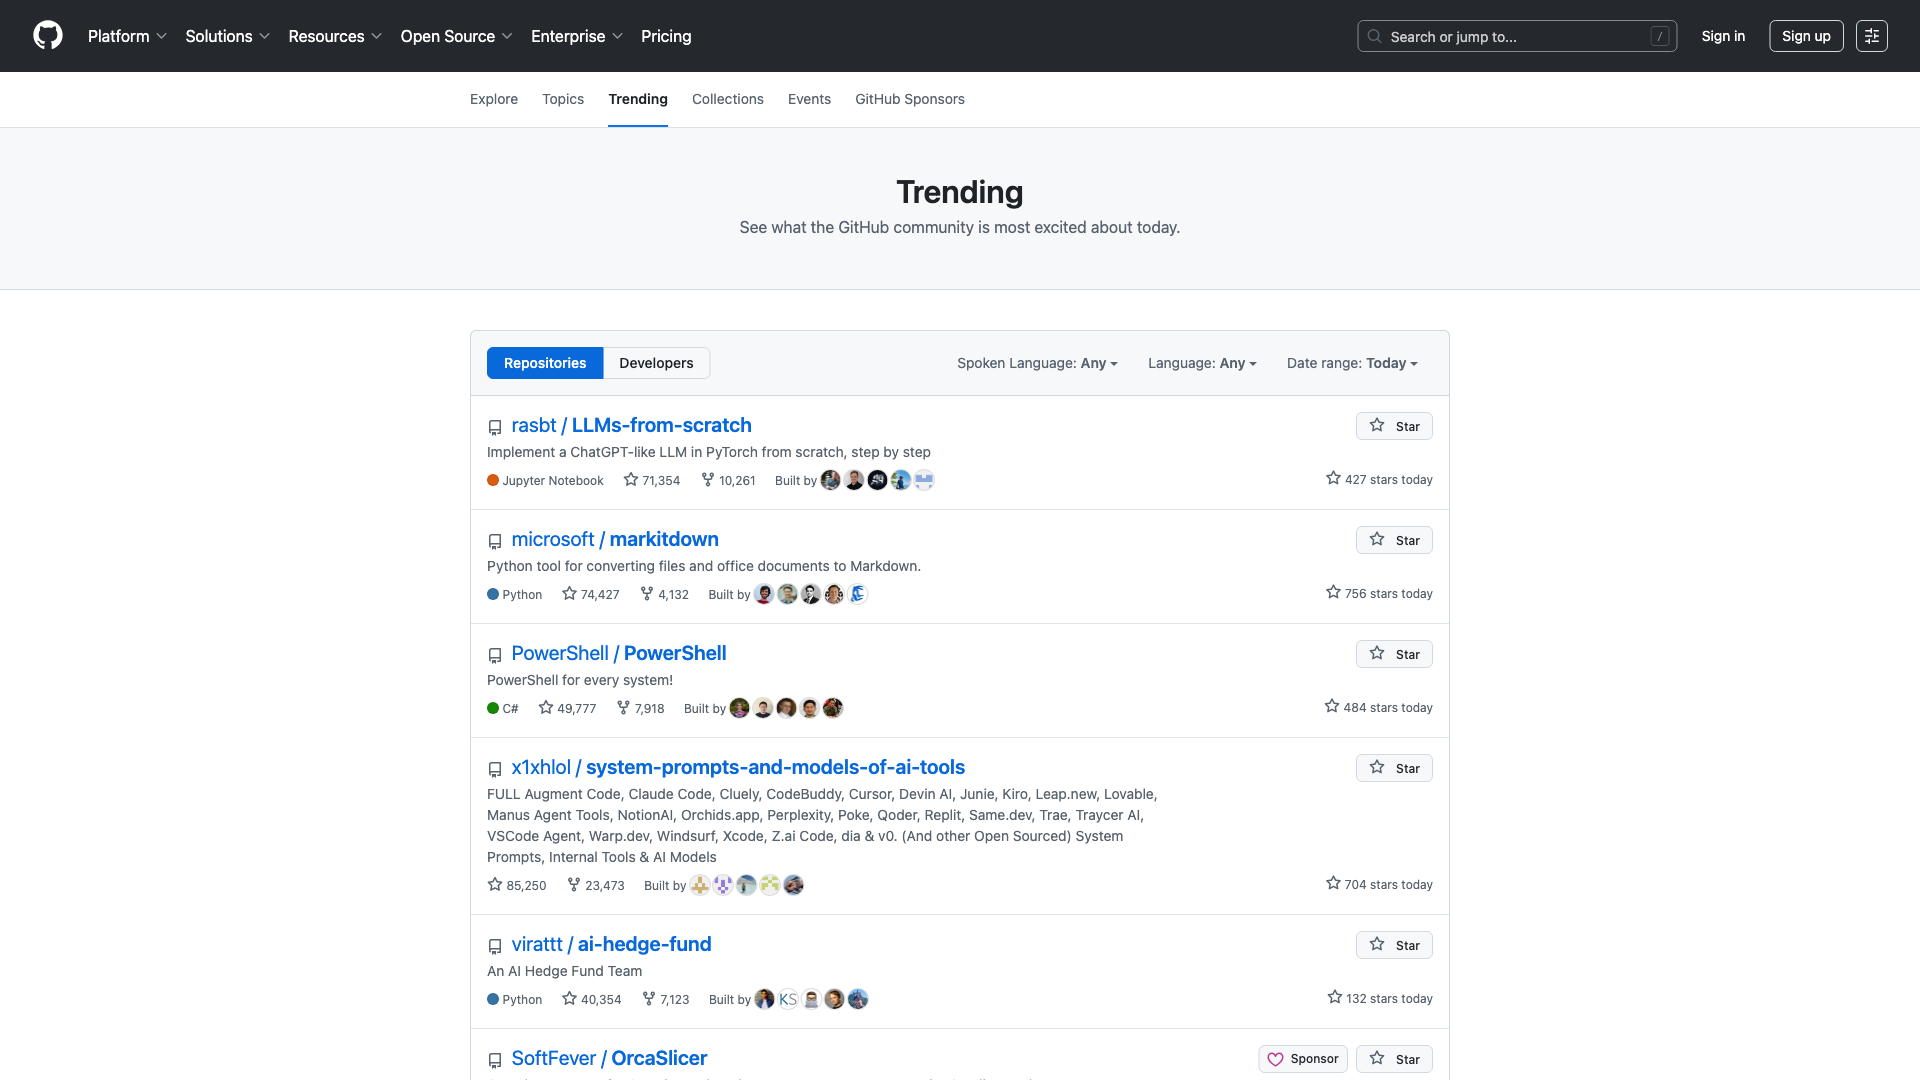 Platform Solutions Resources Open Source Enterprise Pricing Search or jump to... / Sign in Sign up
Explore Topics Trending Collections Events GitHub Sponsors
Trending
See what the GitHub community is most excited about today.
Repositories Developers Spoken Language: Any Language: Any Date range: Today
rasbt / LLMs-from-scratch Star
Implement a ChatGPT-like LLM in PyTorch from scratch, step by step
Jupyter Notebook 71,354 10,261 Built by 427 stars today
microsoft / markitdown Star
Python tool for converting files and office documents to Markdown.
Python 74,427 4,132 Built by 756 stars today
PowerShell / PowerShell Star
PowerShell for every system!
C# 49,777 7,918 Built by 484 stars today
x1xhlol / system-prompts-and-models-of-ai-tools Star
FULL Augment Code, Claude Code, Cluely, CodeBuddy, Cursor, Devin AI, Junie, Kiro, Leap.new, Lovable,
Manus Agent Tools, NotionAI, Orchids.app, Perplexity, Poke, Qoder, Replit, Same.dev, Trae, Traycer AI,
VSCode Agent, Warp.dev, Windsurf, Xcode, Z.ai Code, dia & v0. (And other Open Sourced) System
Prompts, Internal Tools & AI Models
85,250 23,473 Built by 704 stars today
virattt / ai-hedge-fund Star
An AI Hedge Fund Team
Python 40,354 7,123 Built by KS 132 stars today
SoftFever / OrcaSlicer Sponsor Star